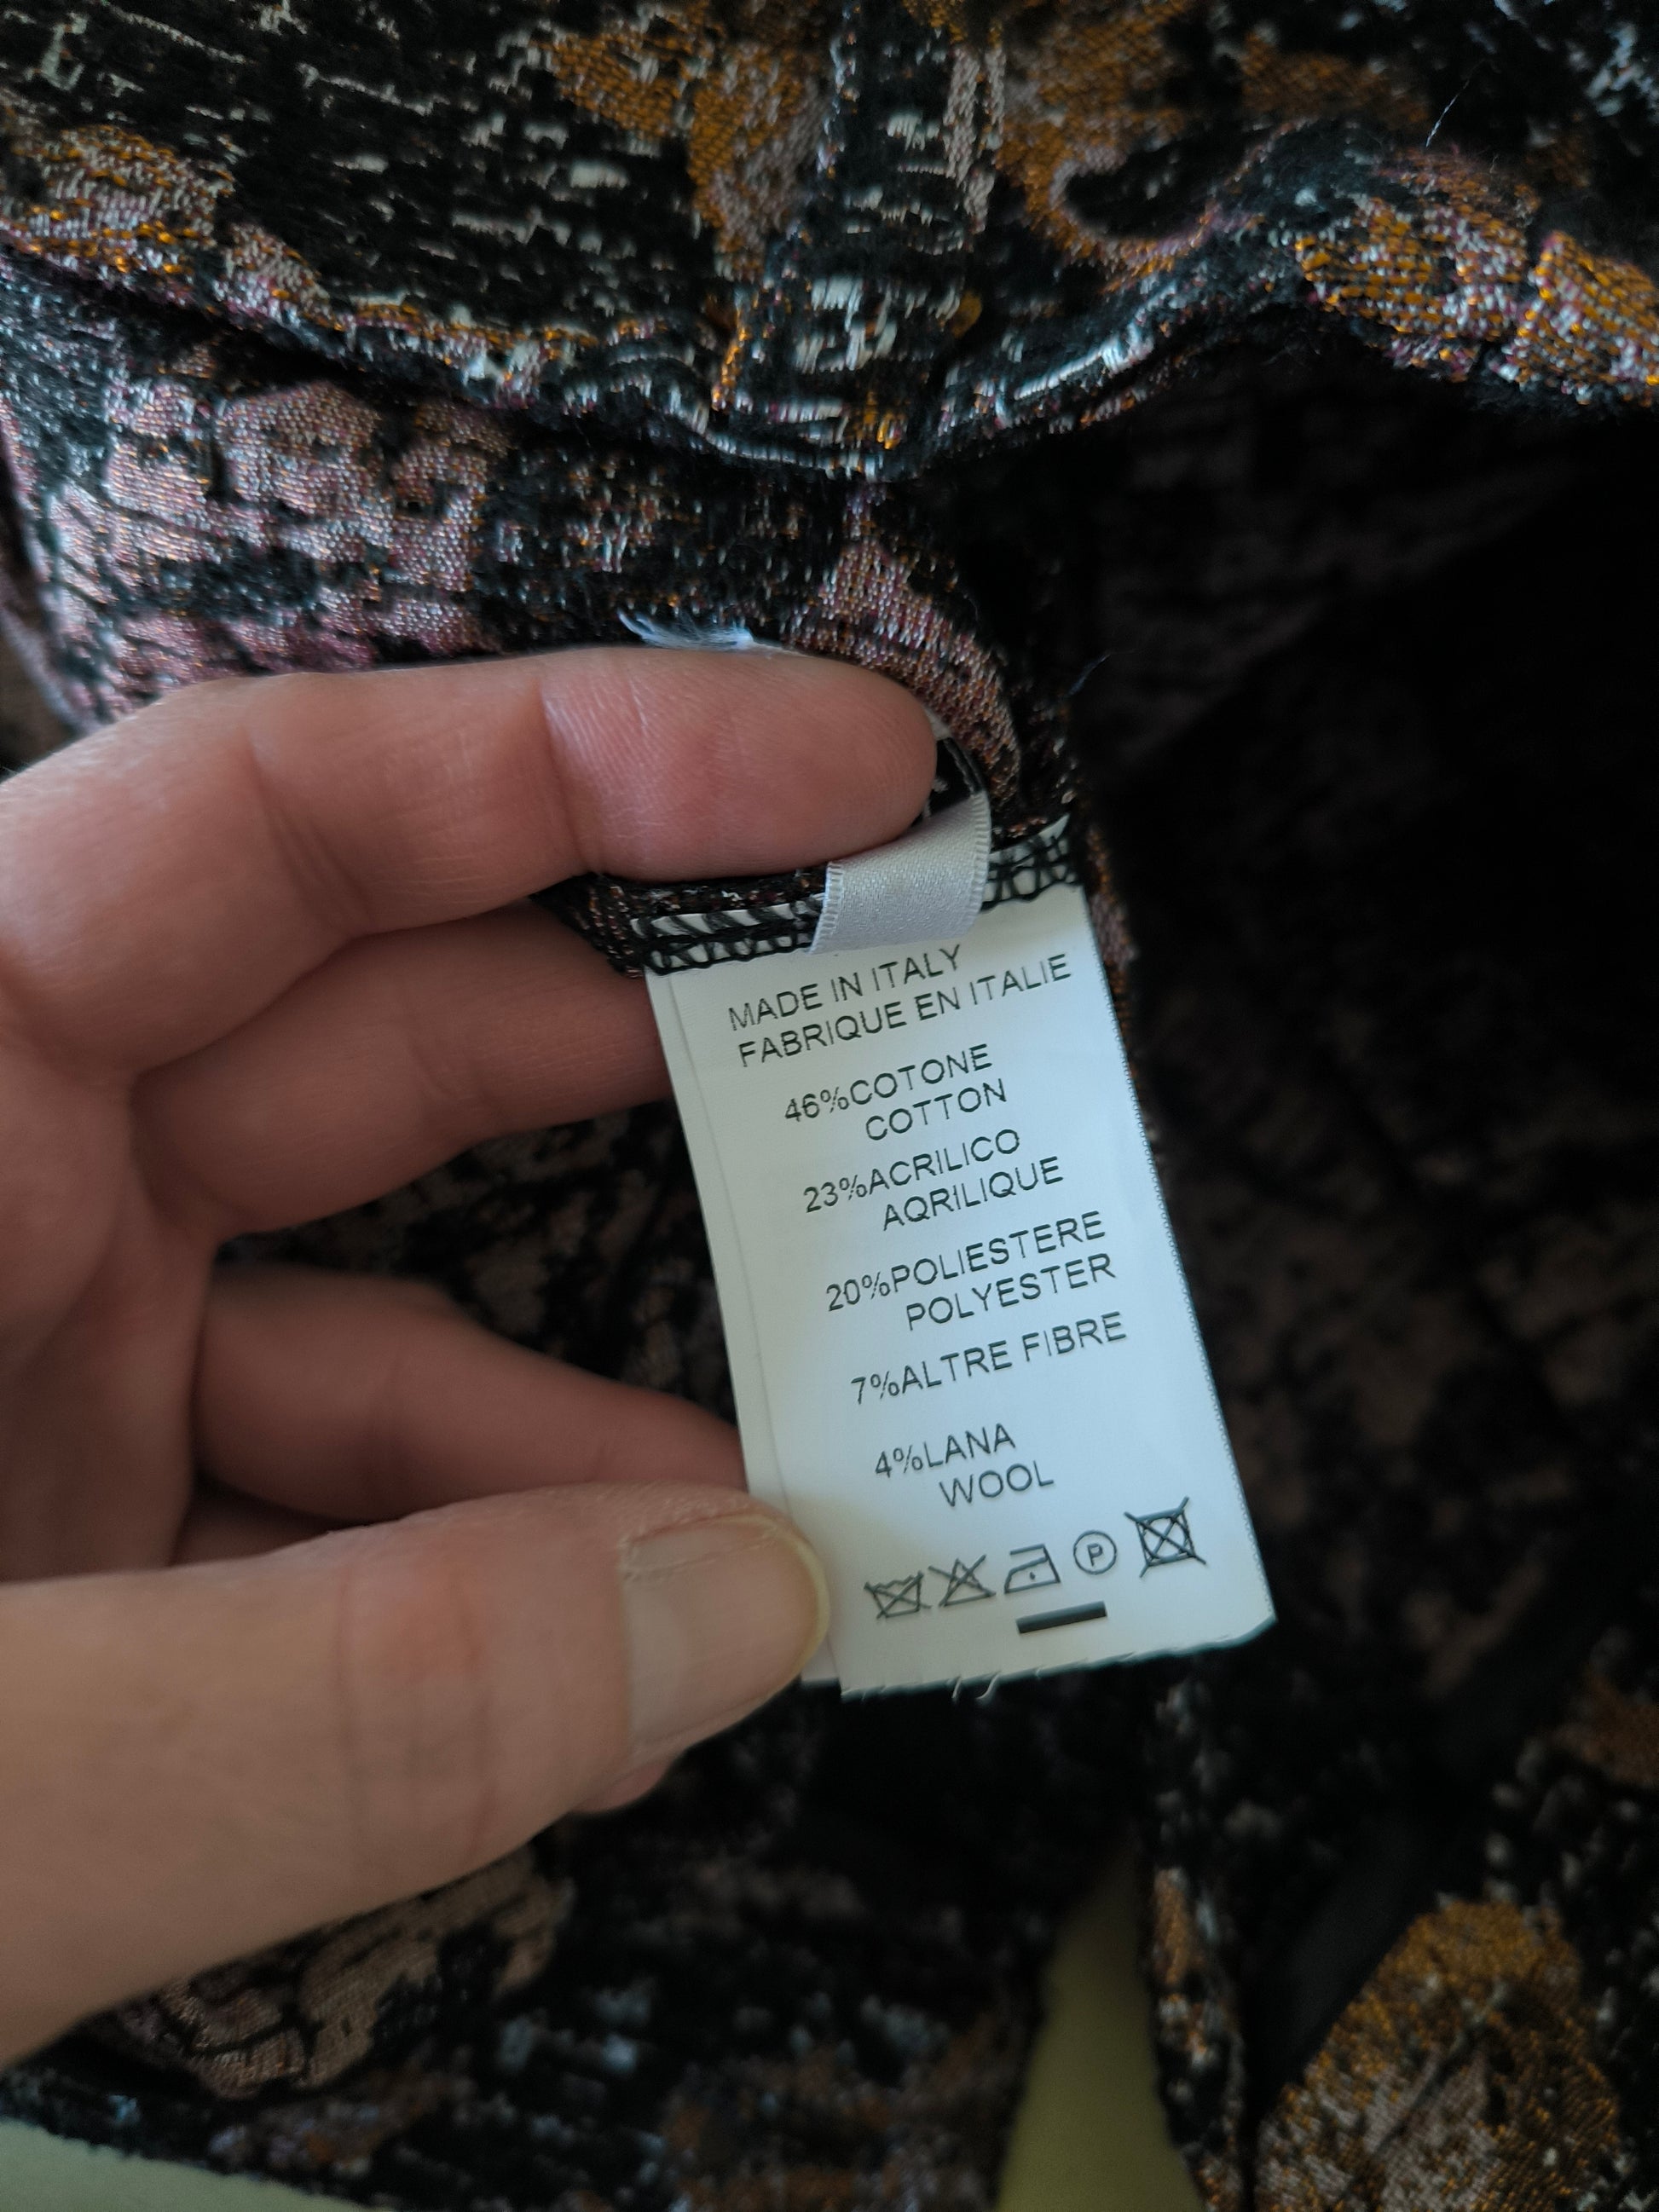 MADE IN ITALY
FABRIQUE EN ITALIE
46%COTONE
COTTON
23%ACRILICO
AQRILIQUE
20%POLIESTERE
POLYESTER
7%ALTRE FIBRE
4%LANA
WOOL
P